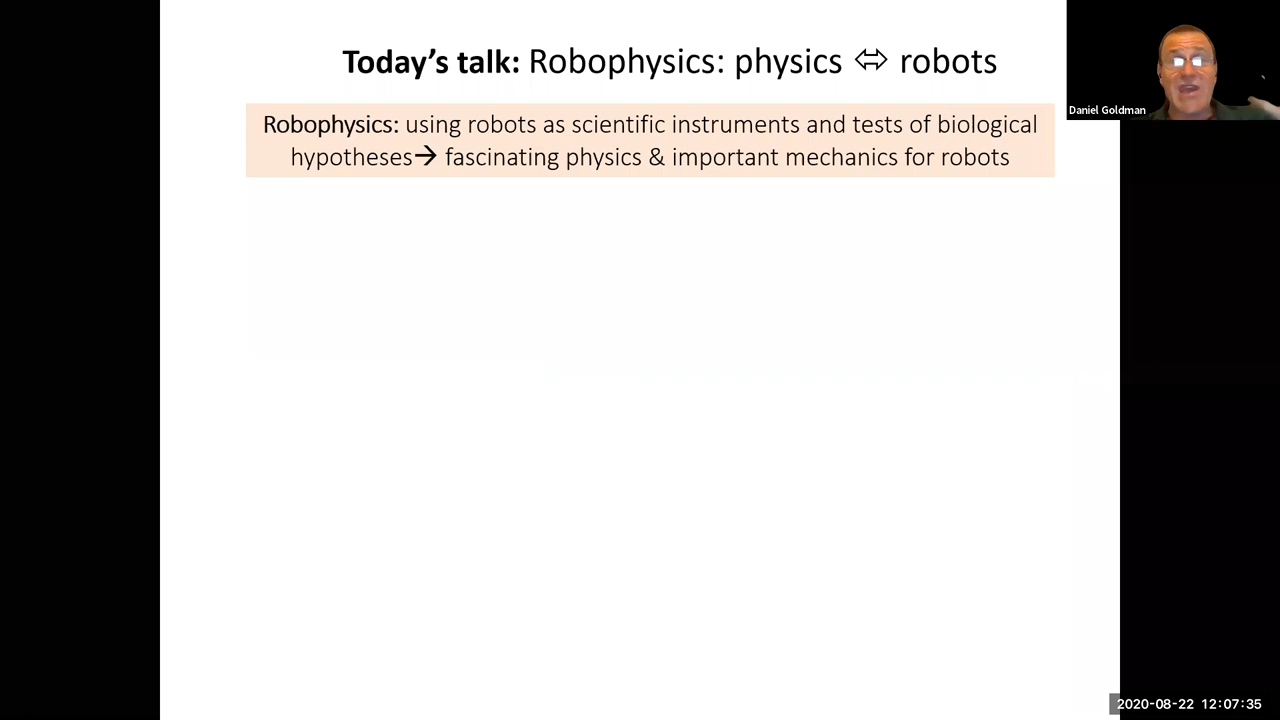 Today's talk: Robophysics: physics ⬄ robots
Robophysics: using robots as scientific instruments and tests of biological
hypotheses→ fascinating physics & important mechanics for robots
Daniel Goldman
2020-08-22 12:07:35